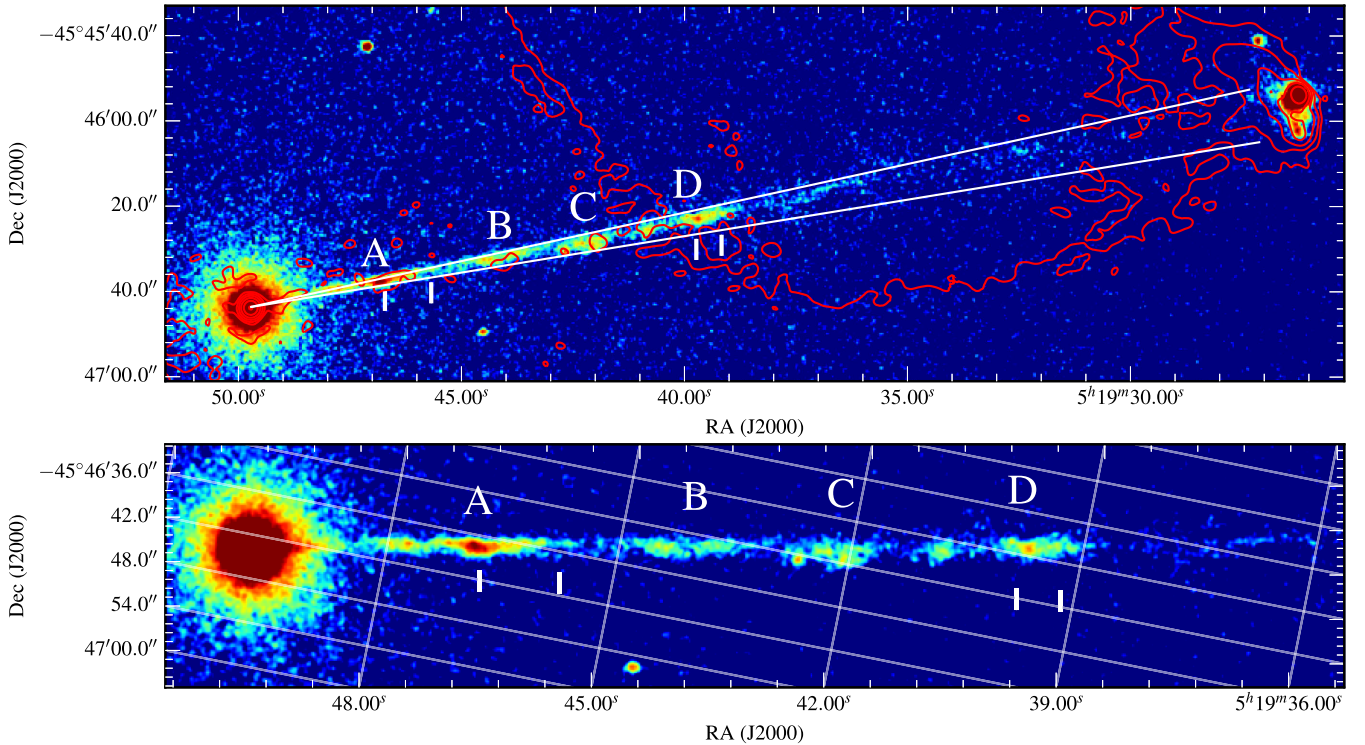 −45°45′40.0″
46′00.0″
20.0″
40.0″
47′00.0″
Dec (J2000)
A
B
C
D
50.00ˢ
45.00ˢ
40.00ˢ
35.00ˢ
5ʰ19ᵐ30.00ˢ
RA (J2000)
−45°46′36.0″
42.0″
48.0″
54.0″
47′00.0″
Dec (J2000)
A
B
C
D
48.00ˢ
45.00ˢ
42.00ˢ
39.00ˢ
5ʰ19ᵐ36.00ˢ
RA (J2000)